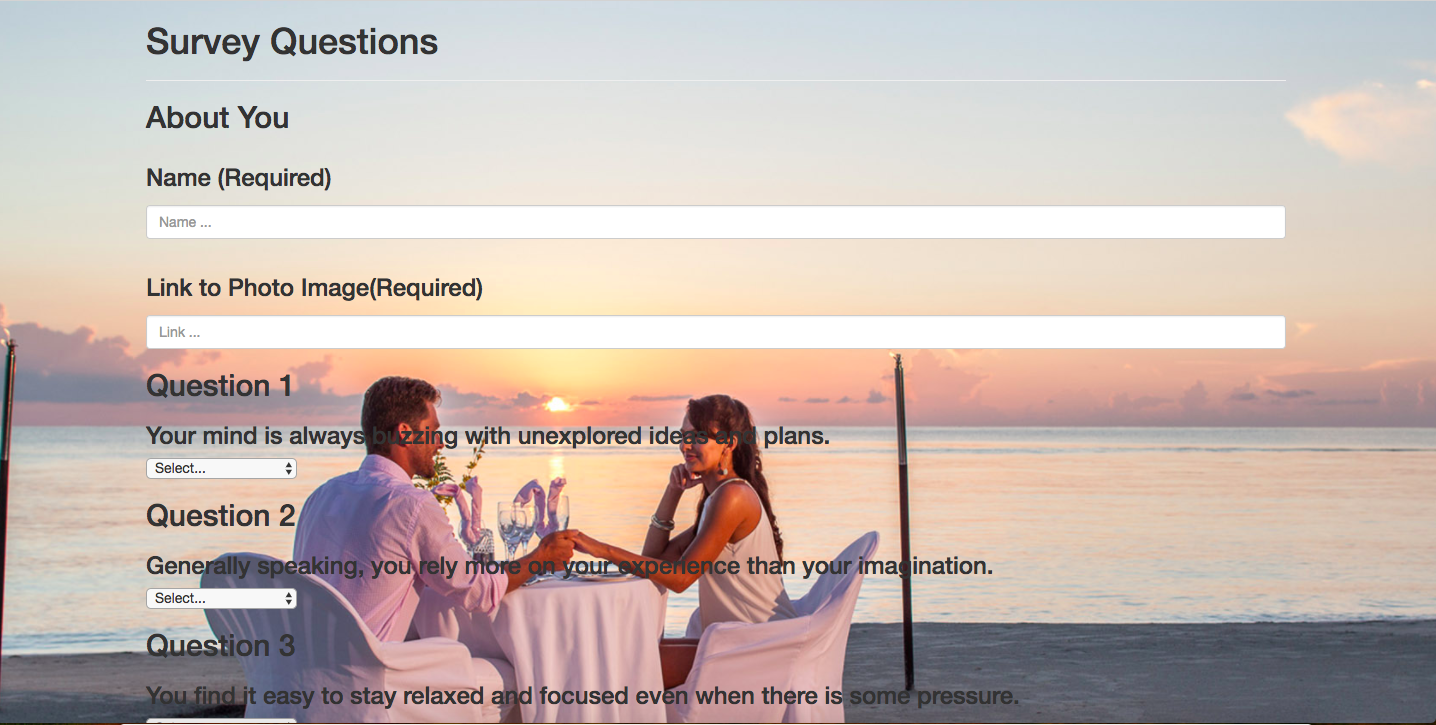 Survey Questions
About You
Name (Required)
Name ...
Link to Photo Image(Required)
Link ...
Question 1
Your mind is always buzzing with unexplored ideas and plans.
Select...
Question 2
Generally speaking, you rely more on your experience than your imagination.
Select...
Question 3
You find it easy to stay relaxed and focused even when there is some pressure.